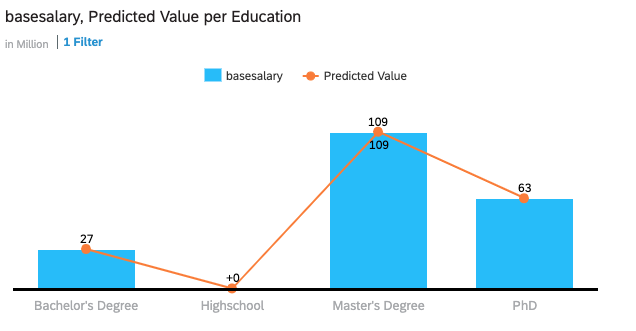 basesalary, Predicted Value per Education
in Million 1 Filter
basesalary Predicted Value
109
109
63
27
+0
Bachelor's Degree Highschool Master's Degree PhD